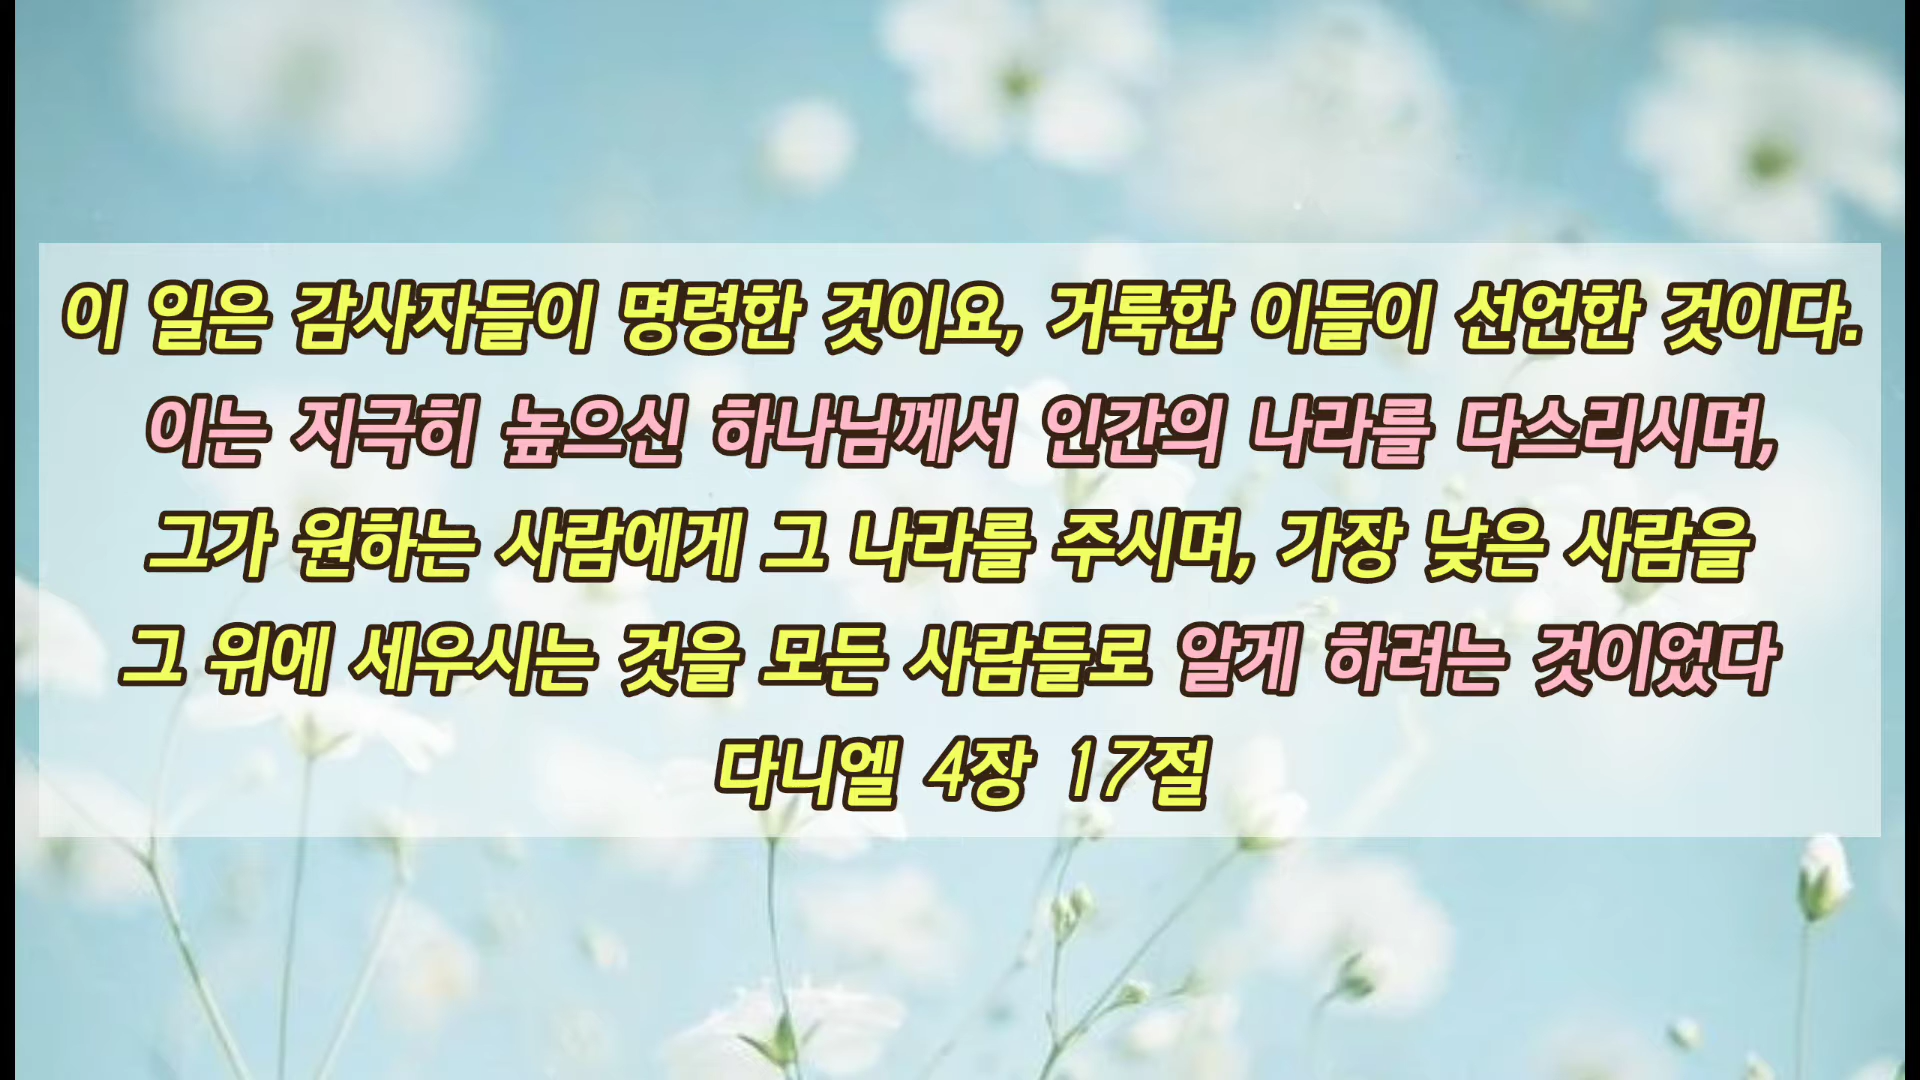 이 일은 감사자들이 명령한 것이요, 거룩한 이들이 선언한 것이다.
이는 지극히 높으신 하나님께서 인간의 나라를 다스리시며,
그가 원하는 사람에게 그 나라를 주시며, 가장 낮은 사람을
그 위에 세우시는 것을 모든 사람들로 알게 하려는 것이었다
다니엘 4장 17절